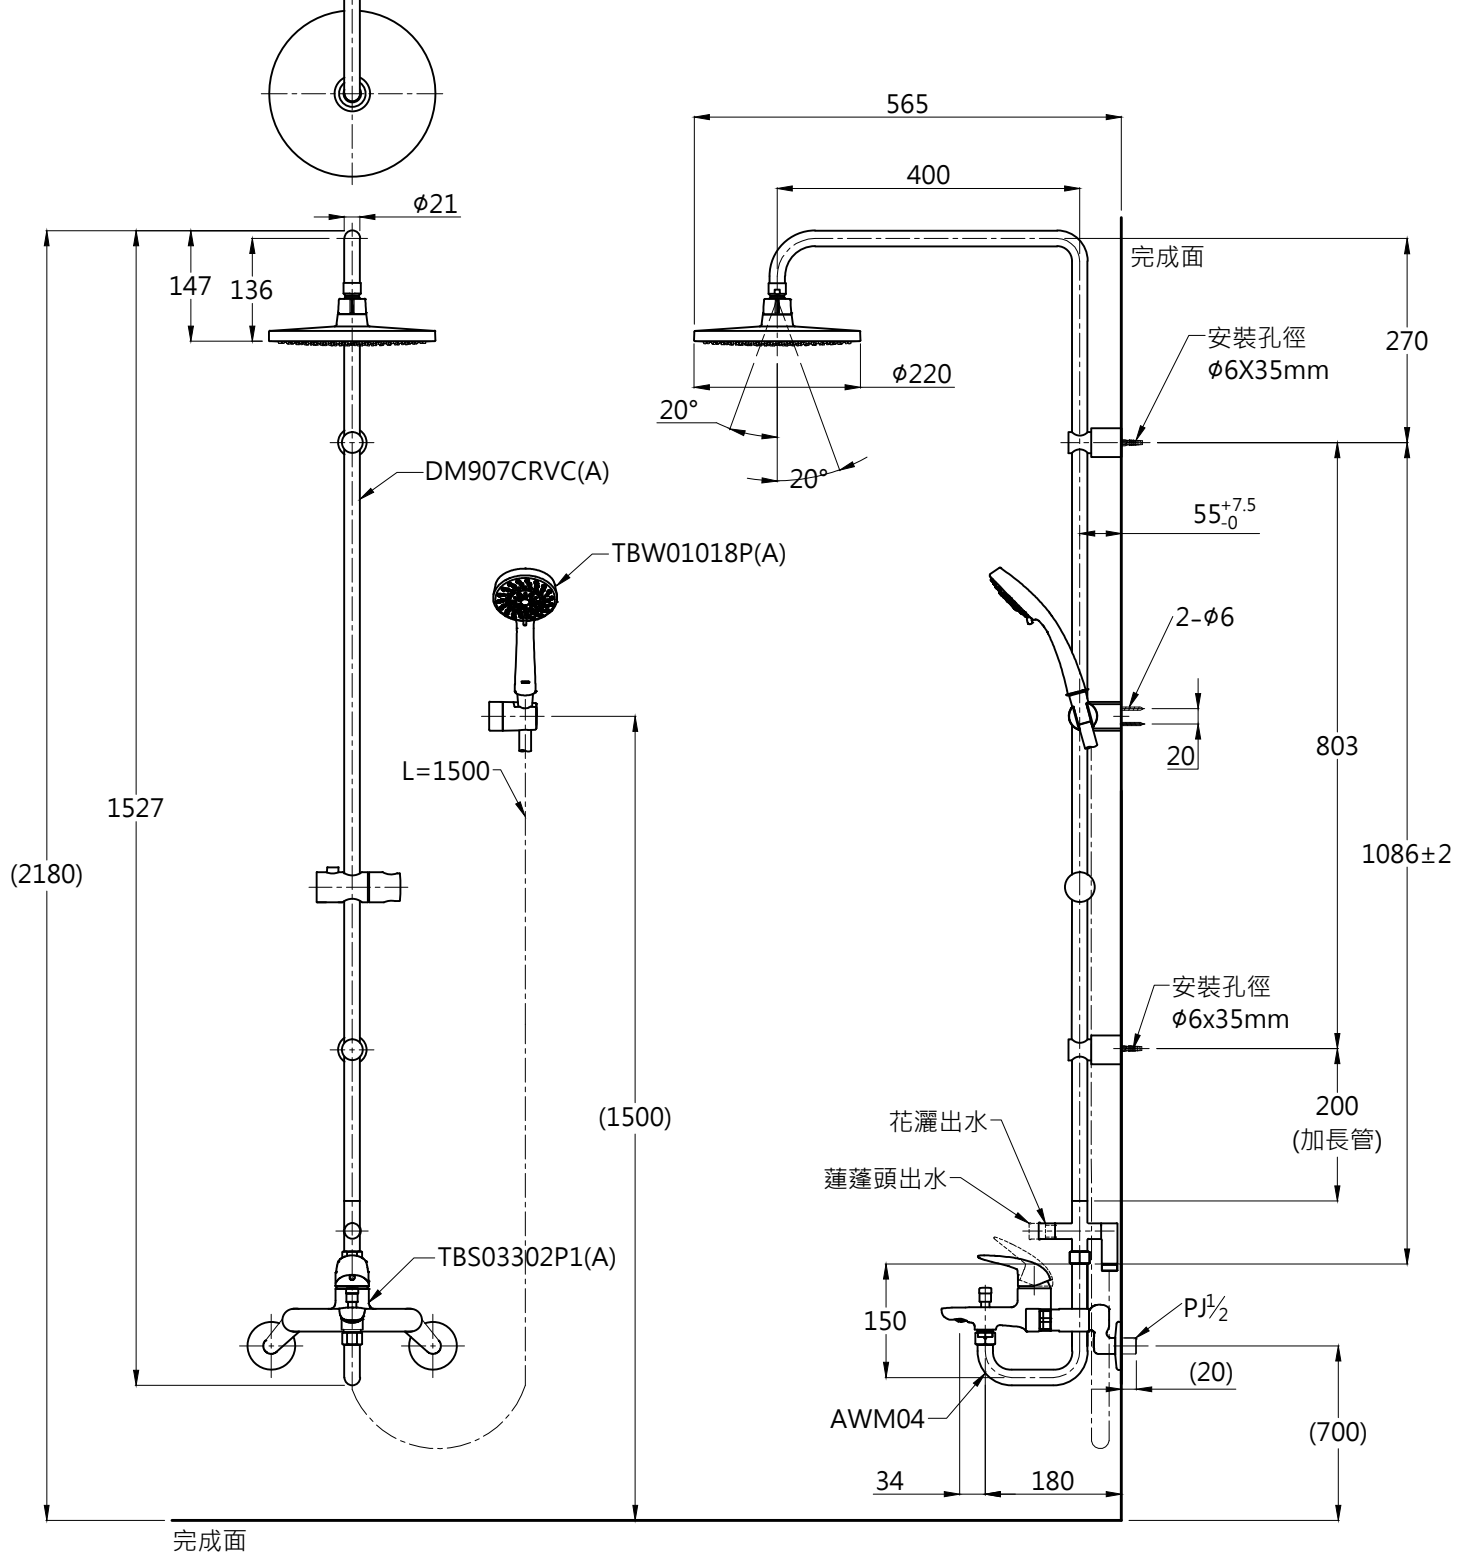 565
400
φ21
完成面
147
136
270
安裝孔徑
φ6X35mm
φ220
20°
20°
DM907CRVC(A)
55 +7.5
-0
TBW01018P(A)
2-φ6
20
803
L=1500
1527
1086±2
(2180)
安裝孔徑
φ6x35mm
(1500)
200
(加長管)
花灑出水
蓮蓬頭出水
TBS03302P1(A)
150
PJ½
(20)
AWM04
(700)
34
180
完成面